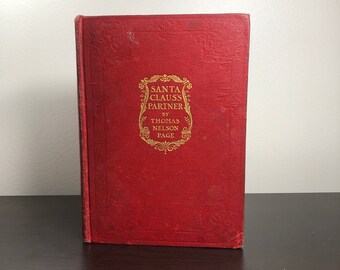 SANTA
CLAUS'S
PARTNER
BY
THOMAS
NELSON
PAGE